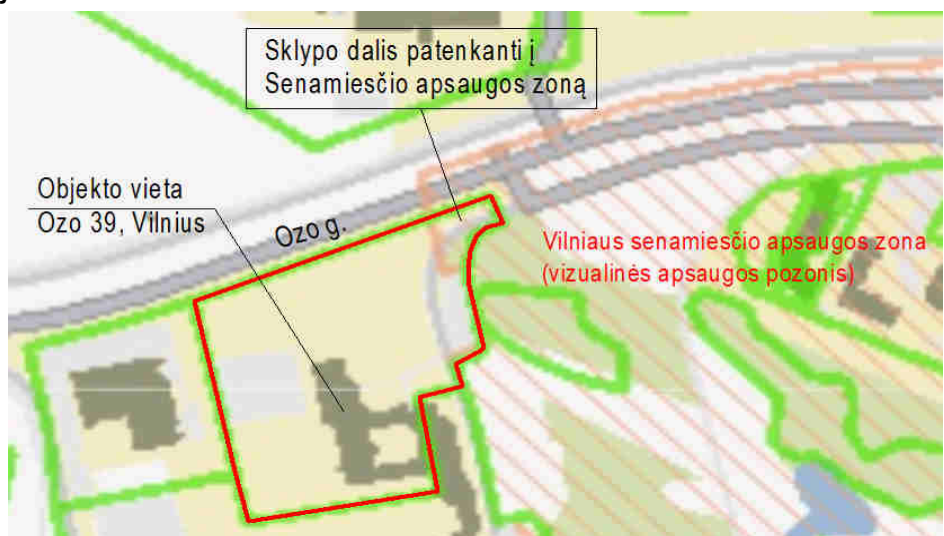 Sklypo dalis patenkanti į
Senamiesčio apsaugos zoną
Objekto vieta
Ozo 39, Vilnius
Ozo g.
Vilniaus senamiesčio apsaugos zona
(vizualinės apsaugos pozonis)